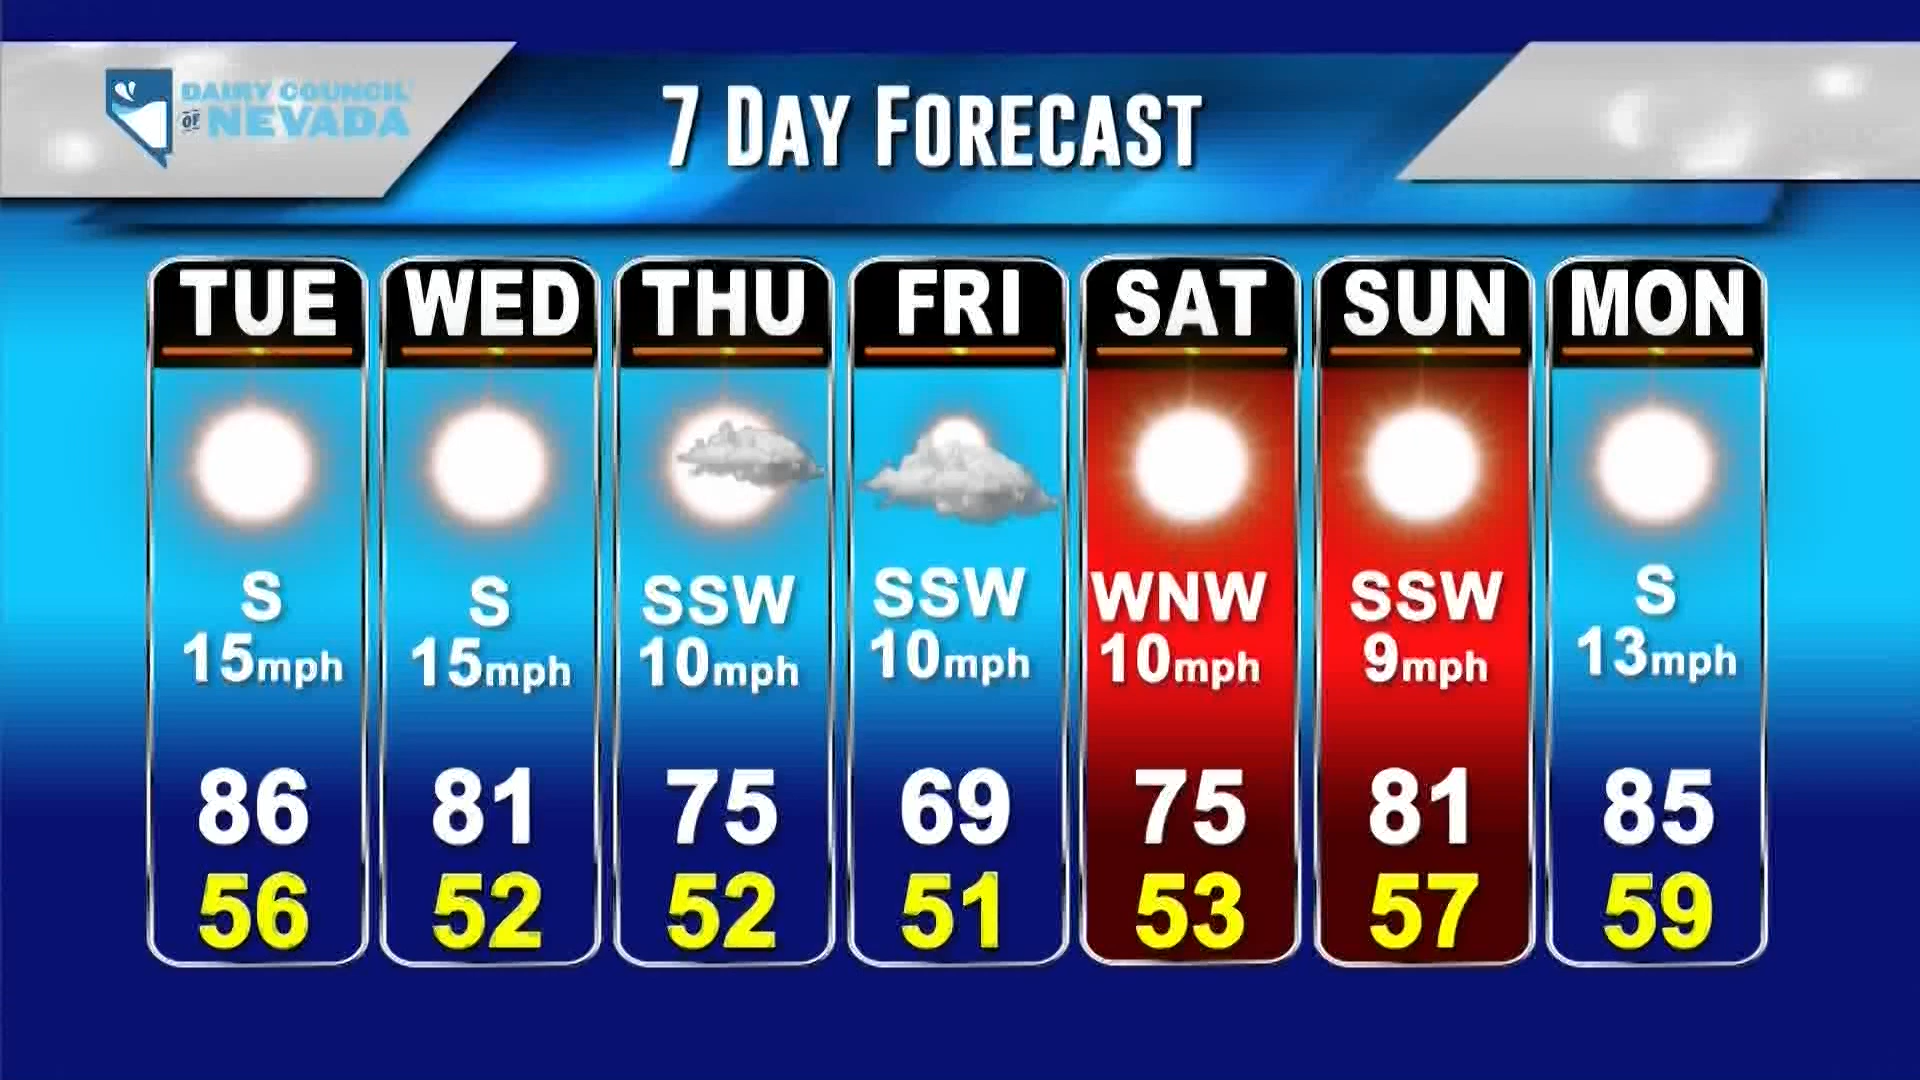 DAIRY COUNCIL
OF NEVADA
7 DAY FORECAST
TUE WED THU FRI SAT SUN MON
S S SSW SSW WNW SSW S
15mph 15mph 10mph 10mph 10mph 9mph 13mph
86 81 75 69 75 81 85
56 52 52 51 53 57 59